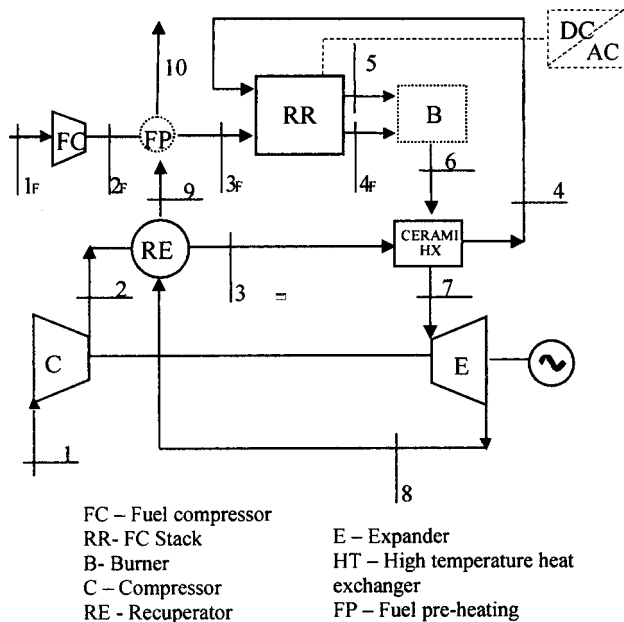 DC
AC
10
5
RR
B
FC
FP
1F
2F
3F
4F
6
4
9
RE
CERAMI
HX
2
3
7
C
E
1
8
FC – Fuel compressor
RR- FC Stack
B- Burner
C – Compressor
RE - Recuperator
E – Expander
HT – High temperature heat
exchanger
FP – Fuel pre-heating